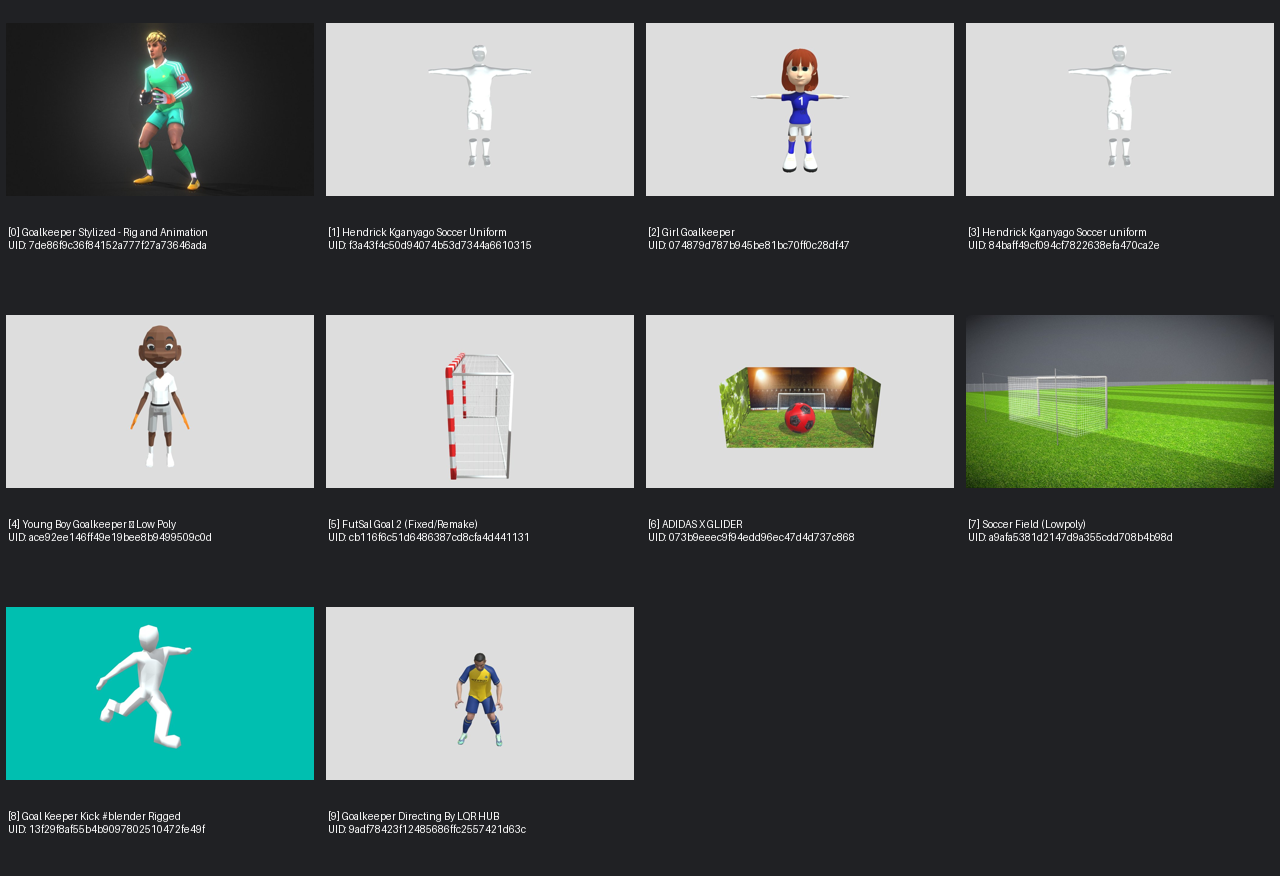 [0] Goalkeeper Stylized - Rig and Animation
UID: 7de86f9c36f84152a777f27a73646ada
[1] Hendrick Kganyago Soccer Uniform
UID: f3a43f4c50d94074b53d7344a6610315
[2] Girl Goalkeeper
UID: 074879d787b945be81bc70ff0c28df47
[3] Hendrick Kganyago Soccer uniform
UID: 84baff49cf094cf7822638efa470ca2e
1
[4] Young Boy Goalkeeper Low Poly
UID: ace92ee146ff49e19bee8b9499509c0d
[5] FutSal Goal 2 (Fixed/Remake)
UID: cb116f6c51d6486387cd8cfa4d441131
[6] ADIDAS X GLIDER
UID: 073b9eeec9f94edd96ec47d4d737c868
[7] Soccer Field (Lowpoly)
UID: a9afa5381d2147d9a355cdd708b4b98d
[8] Goal Keeper Kick #blender Rigged
UID: 13f29f8af55b4b9097802510472fe49f
[9] Goalkeeper Directing By LQR HUB
UID: 9adf78423f12485686ffc2557421d63c